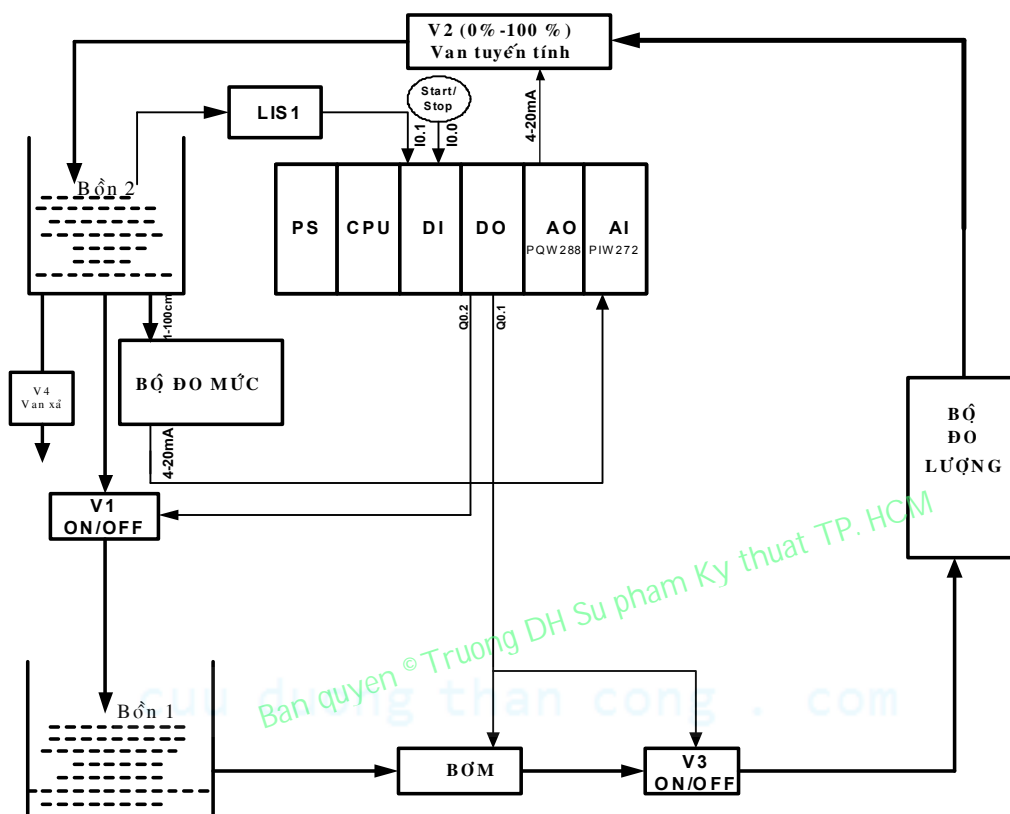 V2 (0% -100 %)
Van tuyến tính
Start/
Stop
LIS1
I0.1
I0.0
4-20mA
Bồn 2
PS
CPU
DI
DO
AO
PQW288
AI
PIW272
1-100cm
Q0.2
Q0.1
BỘ ĐO MỨC
V4
Van xả
4-20mA
BỘ
ĐO
LƯỢNG
V1
ON/OFF
Ban quyen © Truong DH Su pham Ky thuat TP. HCM
cuu duong than cong . com
Bồn 1
BƠM
V3
ON/OFF